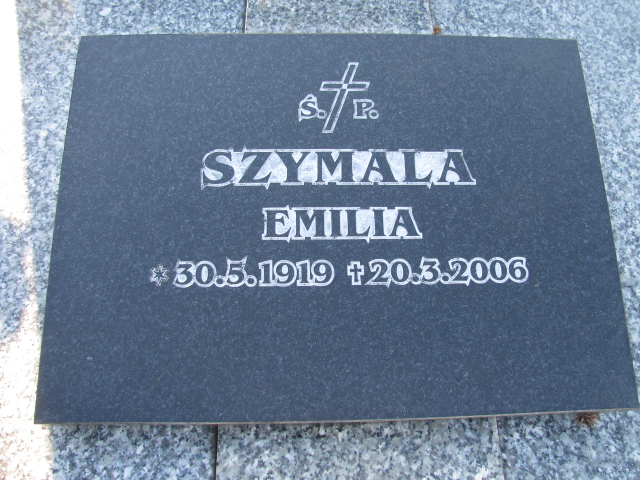 Ś. P.
SZYMALA
EMILIA
* 30.5.1919 † 20.3.2006